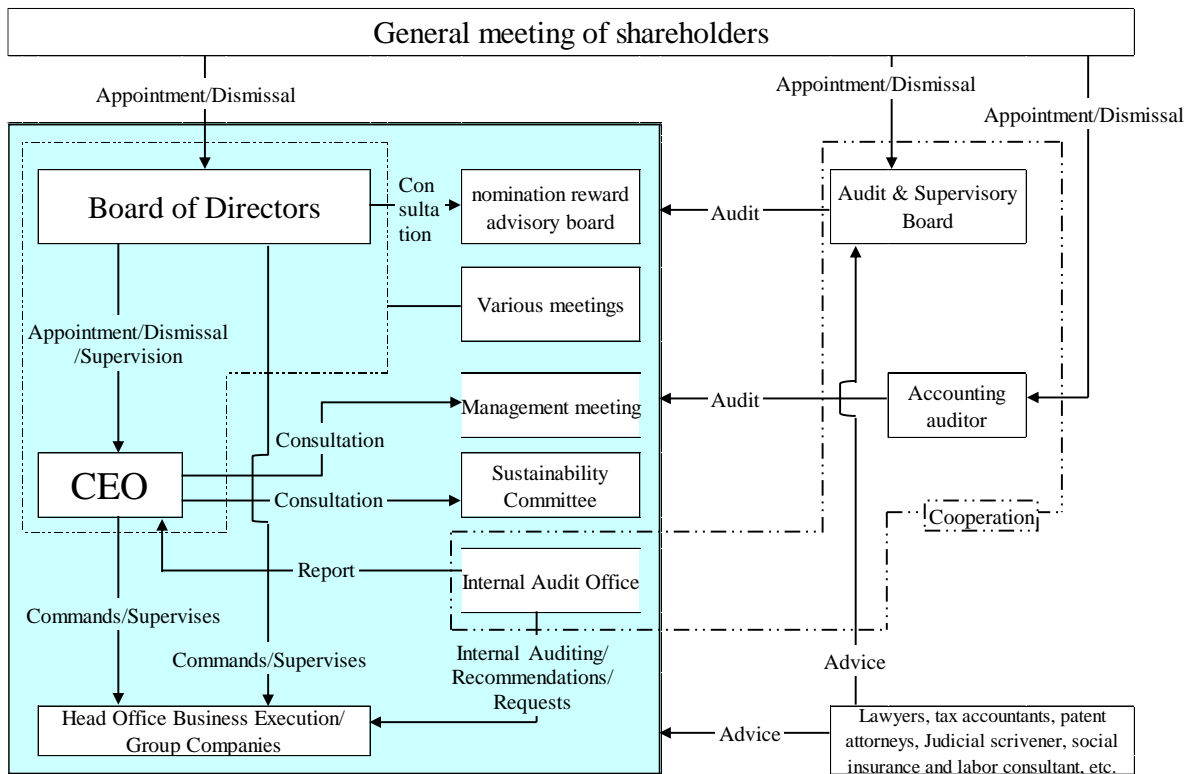 General meeting of shareholders
Appointment/Dismissal
Appointment/Dismissal
Appointment/Dismissal
Board of Directors
Con
sulta
tion
nomination reward
advisory board
Audit
Audit & Supervisory
Board
Various meetings
Appointment/Dismissal
/Supervision
Management meeting
Audit
Accounting
auditor
Consultation
CEO
Consultation
Sustainability
Committee
Cooperation
Report
Internal Audit Office
Commands/Supervises
Commands/Supervises
Internal Auditing/
Recommendations/
Requests
Advice
Head Office Business Execution/
Group Companies
Advice
Lawyers, tax accountants, patent
attorneys, Judicial scrivener, social
insurance and labor consultant, etc.